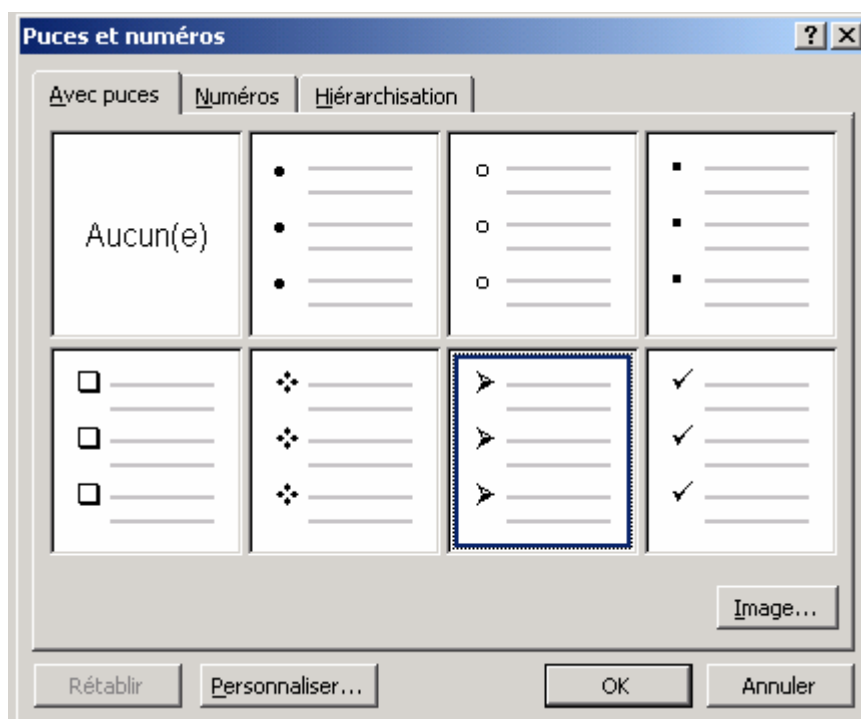 Puces et numéros
Avec puces Numéros Hiérarchisation
Aucun(e)
Image...
Rétablir Personnaliser... OK Annuler